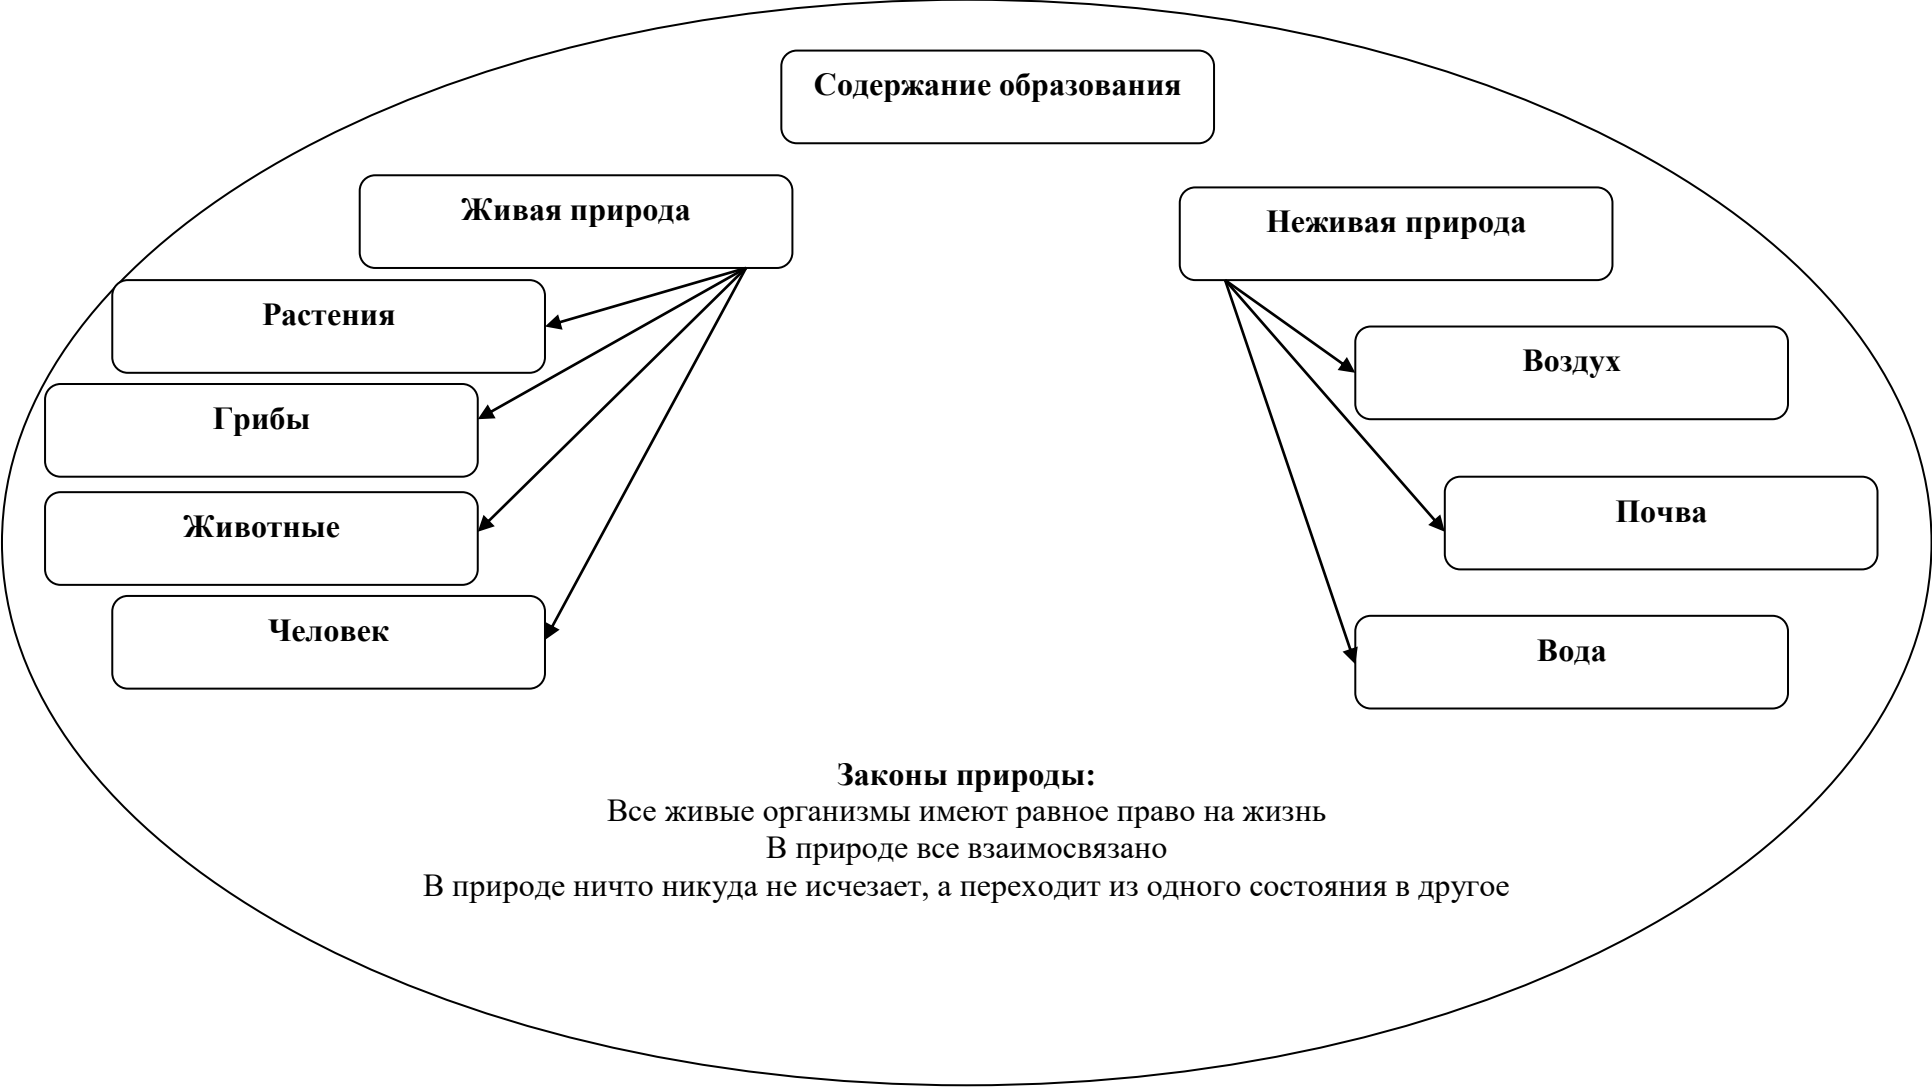 Содержание образования
Живая природа
Неживая природа
Растения
Воздух
Грибы
Почва
Животные
Человек
Вода
Законы природы:
Все живые организмы имеют равное право на жизнь
В природе все взаимосвязано
В природе ничто никуда не исчезает, а переходит из одного состояния в другое